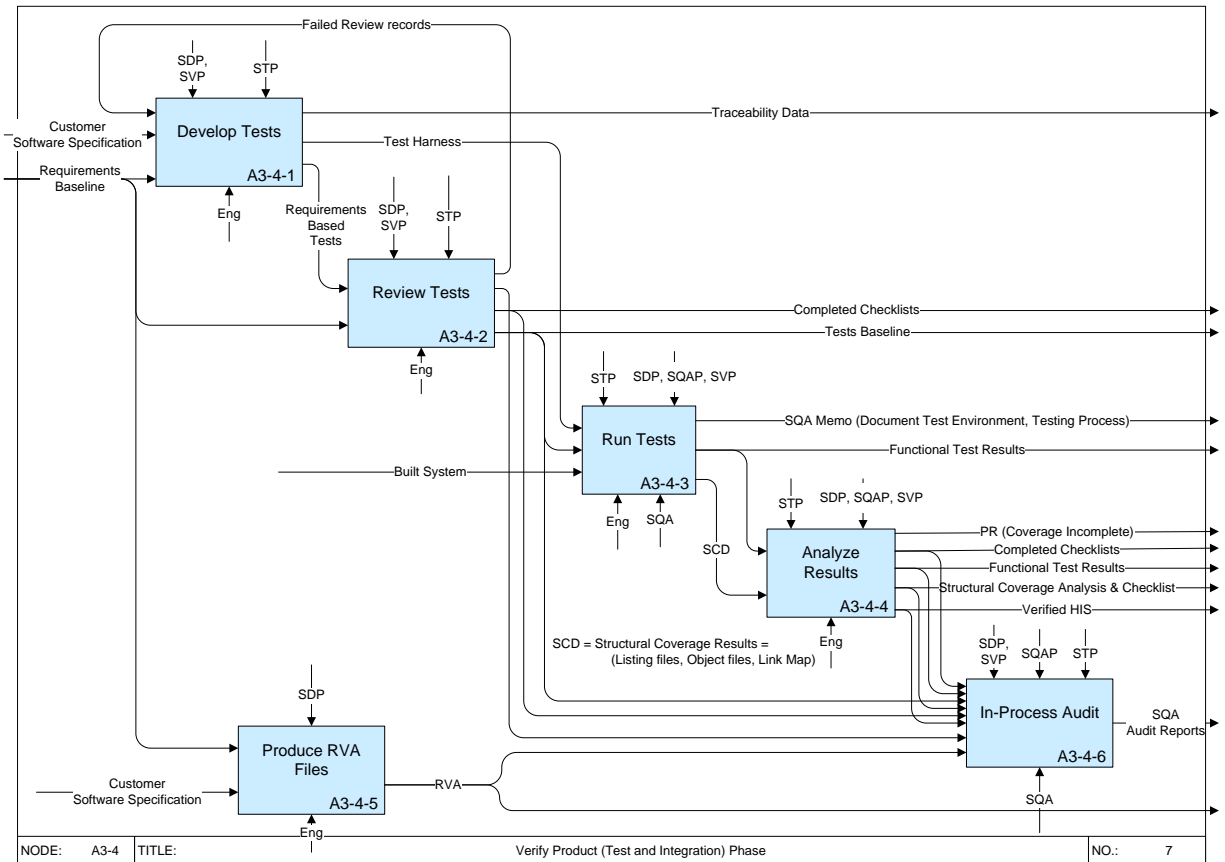 Failed Review records
SDP,
SVP
STP
Traceability Data
Customer
Software Specification
Develop Tests
A3-4-1
Test Harness
Requirements
Baseline
Eng
Requirements
Based
Tests
SDP,
SVP
STP
Review Tests
A3-4-2
Completed Checklists
Tests Baseline
Eng
STP
SDP, SQAP, SVP
Run Tests
A3-4-3
SQA Memo (Document Test Environment, Testing Process)
Functional Test Results
Built System
Eng
SQA
STP
SDP, SQAP, SVP
SCD
Analyze
Results
A3-4-4
PR (Coverage Incomplete)
Completed Checklists
Functional Test Results
Structural Coverage Analysis & Checklist
Verified HIS
Eng
SCD = Structural Coverage Results =
(Listing files, Object files, Link Map)
SDP,
SVP
SQAP
STP
In-Process Audit
A3-4-6
SQA
Audit Reports
SQA
SDP
Produce RVA
Files
A3-4-5
RVA
Customer
Software Specification
Eng
NODE: A3-4 TITLE: Verify Product (Test and Integration) Phase NO.: 7